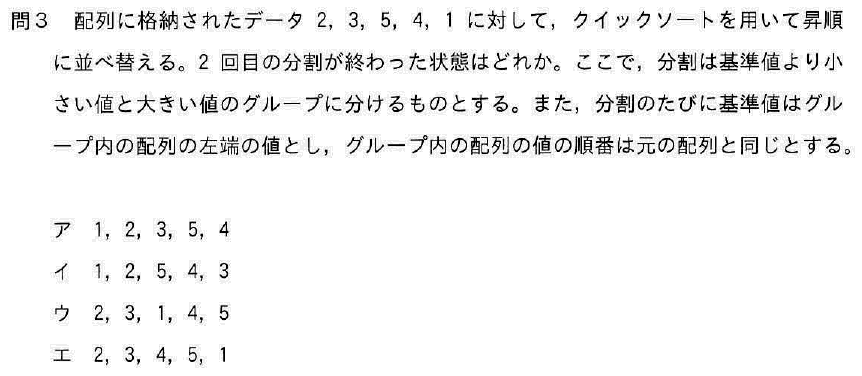 問3 配列に格納されたデータ 2, 3, 5, 4, 1 に対して，クイックソートを用いて昇順
に並べ替える。2 回目の分割が終わった状態はどれか。ここで，分割は基準値より小
さい値と大きい値のグループに分けるものとする。また，分割のたびに基準値はグル
ープ内の配列の左端の値とし，グループ内の配列の値の順番は元の配列と同じとする。
ア 1, 2, 3, 5, 4
イ 1, 2, 5, 4, 3
ウ 2, 3, 1, 4, 5
エ 2, 3, 4, 5, 1